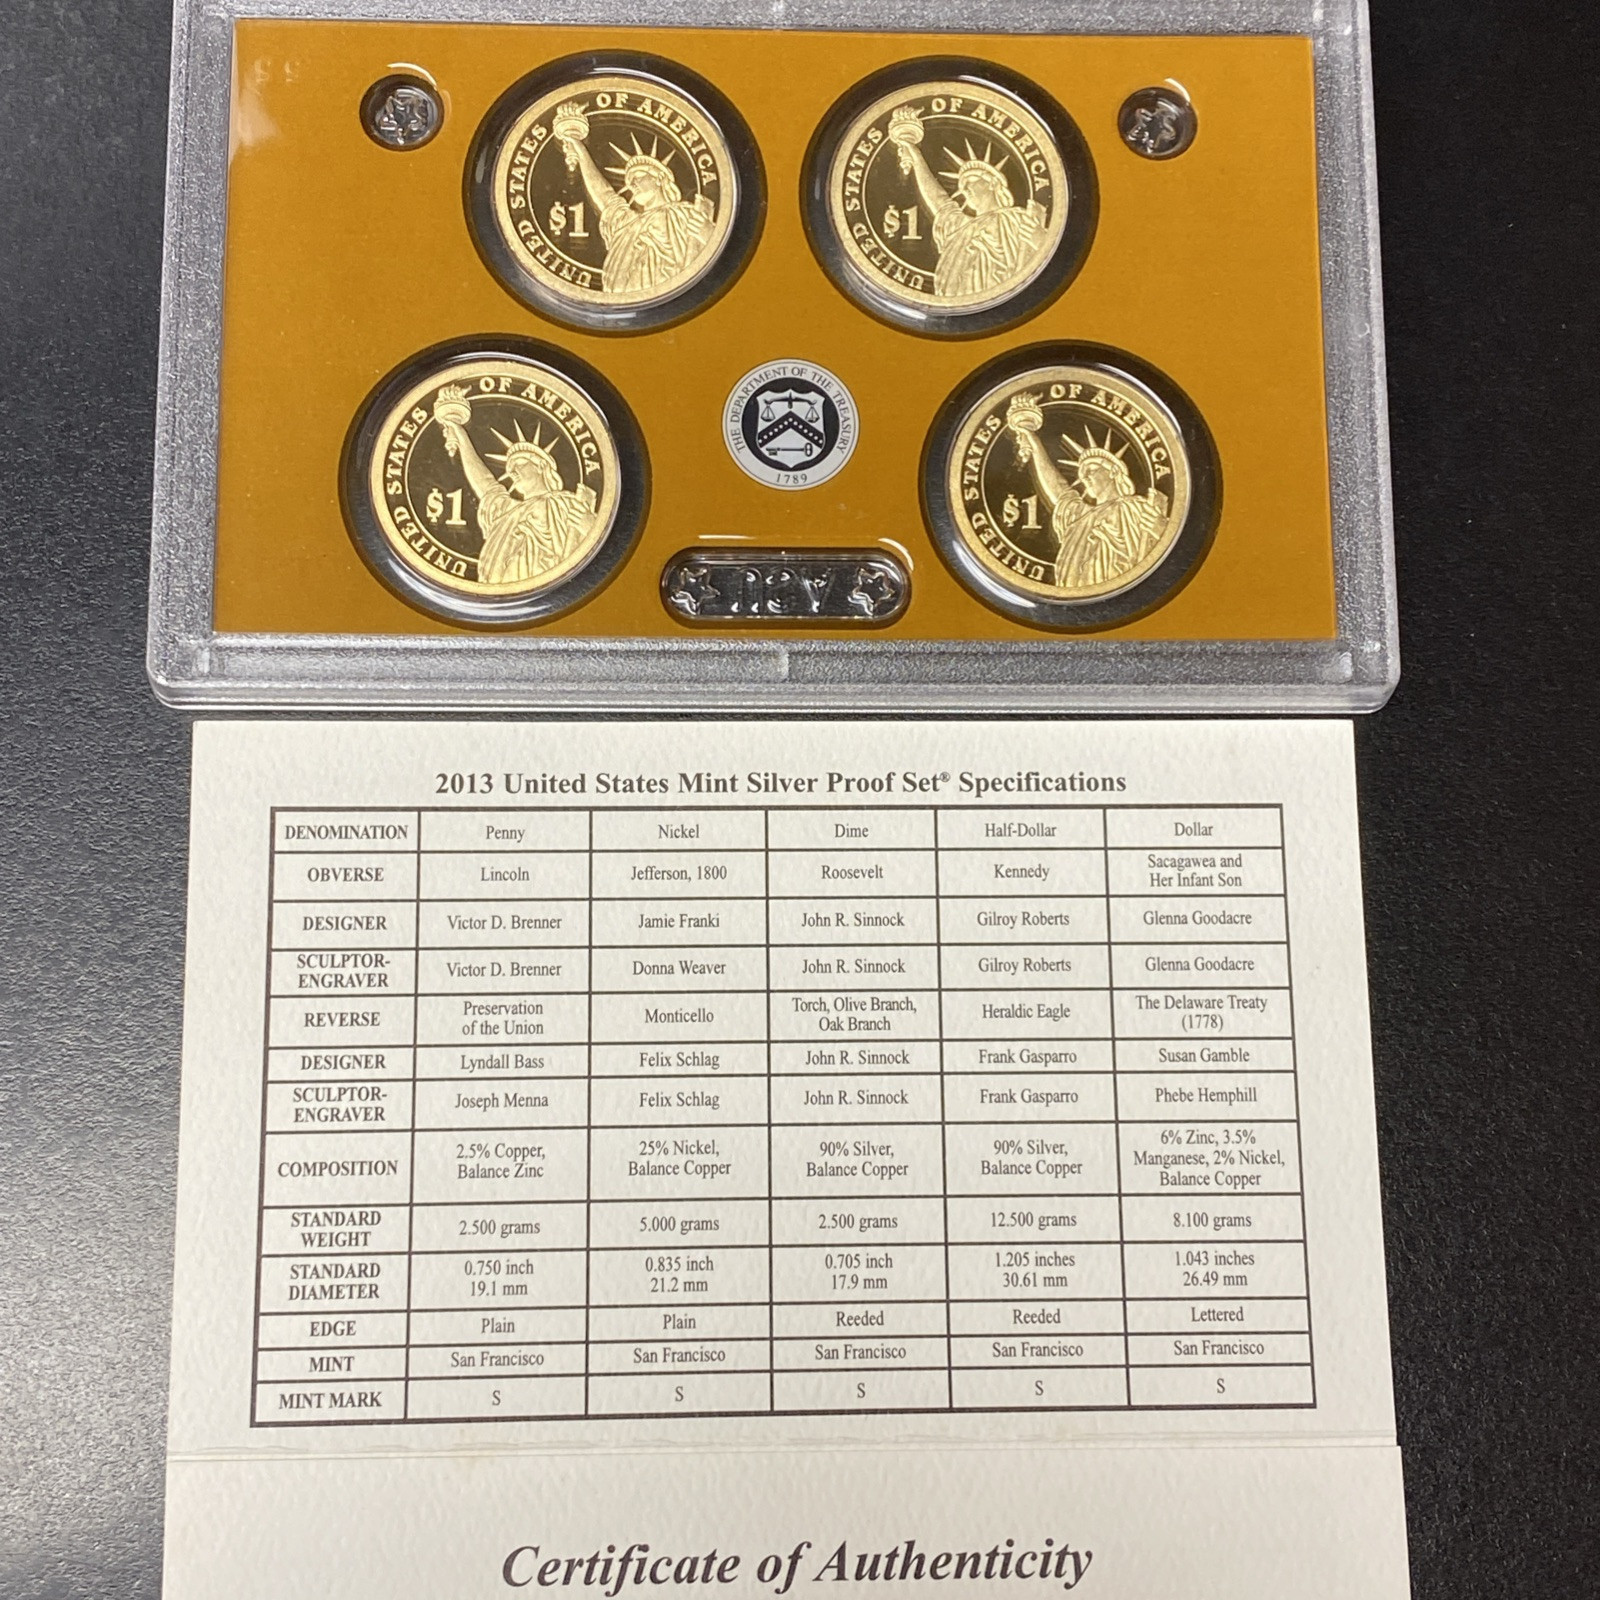 UNITED STATES OF AMERICA
$1
UNITED STATES OF AMERICA
$1
UNITED STATES OF AMERICA
$1
THE DEPARTMENT OF THE TREASURY
1789
UNITED STATES OF AMERICA
$1
2013 United States Mint Silver Proof Set® Specifications
DENOMINATION Penny Nickel Dime Half-Dollar Dollar
OBVERSE Lincoln Jefferson, 1800 Roosevelt Kennedy Sacagawea and
Her Infant Son
DESIGNER Victor D. Brenner Jamie Franki John R. Sinnock Gilroy Roberts Glenna Goodacre
SCULPTOR-
ENGRAVER Victor D. Brenner Donna Weaver John R. Sinnock Gilroy Roberts Glenna Goodacre
REVERSE Preservation
of the Union Monticello Torch, Olive Branch,
Oak Branch Heraldic Eagle The Delaware Treaty
(1778)
DESIGNER Lyndall Bass Felix Schlag John R. Sinnock Frank Gasparro Susan Gamble
SCULPTOR-
ENGRAVER Joseph Menna Felix Schlag John R. Sinnock Frank Gasparro Phebe Hemphill
COMPOSITION 2.5% Copper,
Balance Zinc 25% Nickel,
Balance Copper 90% Silver,
Balance Copper 90% Silver,
Balance Copper 6% Zinc, 3.5%
Manganese, 2% Nickel,
Balance Copper
STANDARD
WEIGHT 2.500 grams 5.000 grams 2.500 grams 12.500 grams 8.100 grams
STANDARD
DIAMETER 0.750 inch
19.1 mm 0.835 inch
21.2 mm 0.705 inch
17.9 mm 1.205 inches
30.61 mm 1.043 inches
26.49 mm
EDGE Plain Plain Reeded Reeded Lettered
MINT San Francisco San Francisco San Francisco San Francisco San Francisco
MINT MARK S S S S S
Certificate of Authenticity